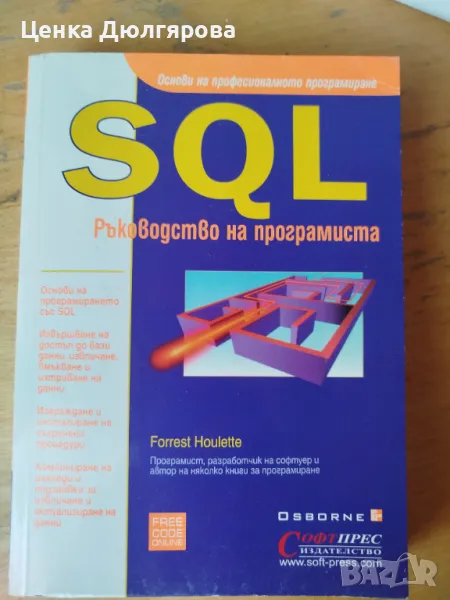 Ценка Дюлгярова
Основи на професионалното програмиране
SQL
Ръководство на програмиста
Основи на
програмирането
със SQL
Извършване на
достъп до бази
данни: извличане,
вмъкване и
изтриване на
данни
Изграждане и
инсталиране на
съхранени
процедури
Комбиниране на
изгледи и
за
извличане и
актуализиране на
данни
Forrest Houlette
Програмист, разработчик на софтуер и
автор на няколко книги за програмиране
FREE
CODE
ONLINE
OSBORNE
СОФТПРЕС
ИЗДАТЕЛСТВО
www.soft-press.com
BAZAR